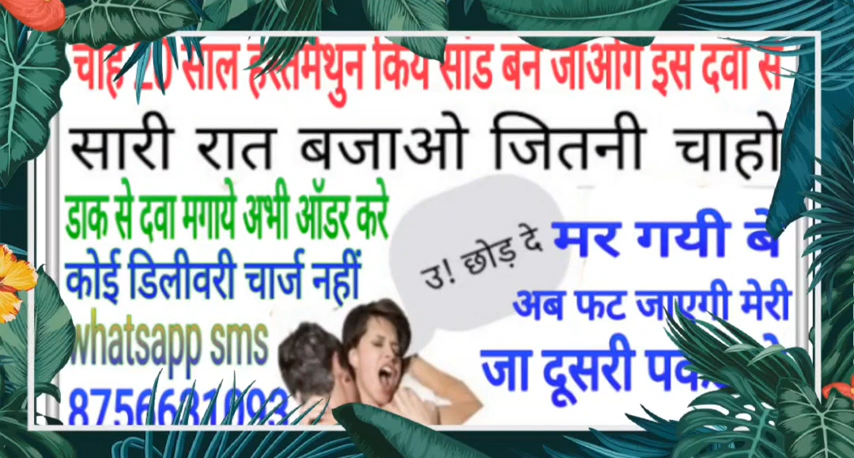 चाहे 20 साल हस्तमैथुन किये सांड बन जाओगे इस दवा से
सारी रात बजाओ जितनी चाहो
डाक से दवा मगाये अभी ऑडर करे
कोई डिलीवरी चार्ज नहीं
whatsapp sms
8756681093
उ! छोड़ दे
मर गयी बे
अब फट जाएगी मेरी
जा दूसरी